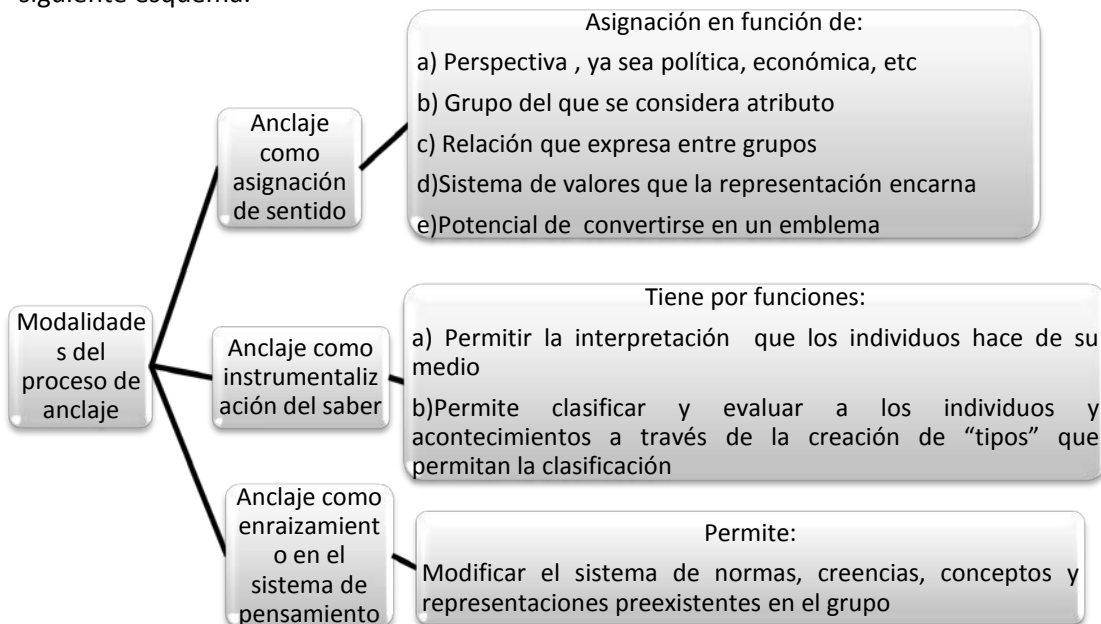 siguiente esquema:
Asignación en función de:
a) Perspectiva , ya sea política, económica, etc
b) Grupo del que se considera atributo
c) Relación que expresa entre grupos
d)Sistema de valores que la representación encarna
e)Potencial de convertirse en un emblema
Anclaje
como
asignación
de sentido
Modalidade
s del
proceso de
anclaje
Tiene por funciones:
a) Permitir la interpretación que los individuos hace de su
medio
b)Permite clasificar y evaluar a los individuos y
acontecimientos a través de la creación de “tipos” que
permitan la clasificación
Anclaje como
instrumentaliz
ación del saber
Anclaje como
enraizamient
o en el
sistema de
pensamiento
Permite:
Modificar el sistema de normas, creencias, conceptos y
representaciones preexistentes en el grupo